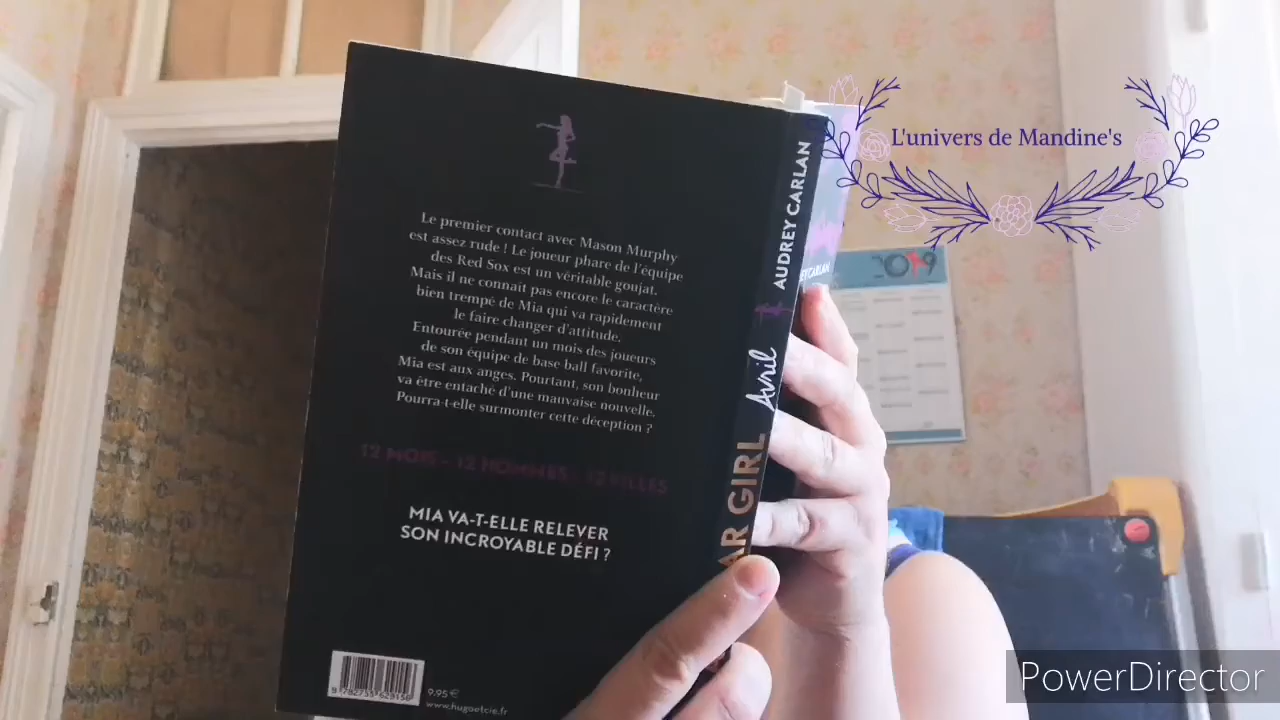 L'univers de Mandine's
Le premier contact avec Mason Murphy
est assez rude ! Le joueur phare de l'équipe
des Red Sox est un véritable goujat.
Mais il ne connait pas encore le caractère
bien trempé de Mia qui va rapidement
le faire changer d'attitude.
Entourée pendant un mois des joueurs
de son équipe de base ball favorite,
Mia est aux anges. Pourtant, son bonheur
va être entaché d'une mauvaise nouvelle.
Pourra-t-elle surmonter cette déception ?
12 MOIS - 12 HOMMES - 12 VILLES
MIA VA-T-ELLE RELEVER
SON INCROYABLE DÉFI ?
9,95 €
www.hugoetcie.fr
AUDREY CARLAN
Avril
AR GIRL
EY CARLAN
2019
PowerDirector